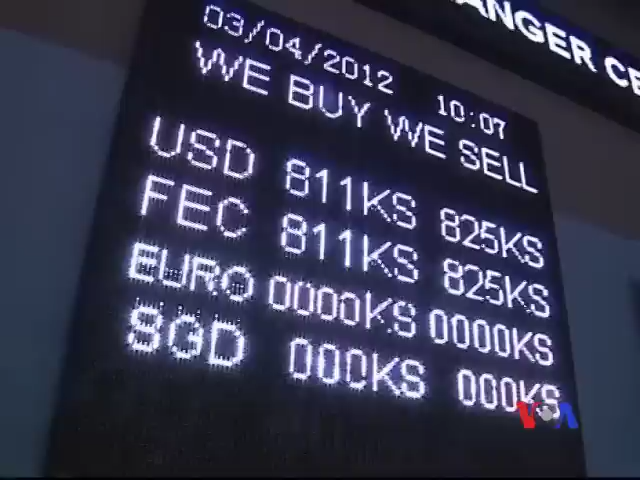 ANGER CE
03/04/2012 10:07
WE BUY WE SELL
USD 811KS 825KS
FEC 811KS 825KS
EURO 0000KS 0000KS
SGD 000KS 000KS
VOA